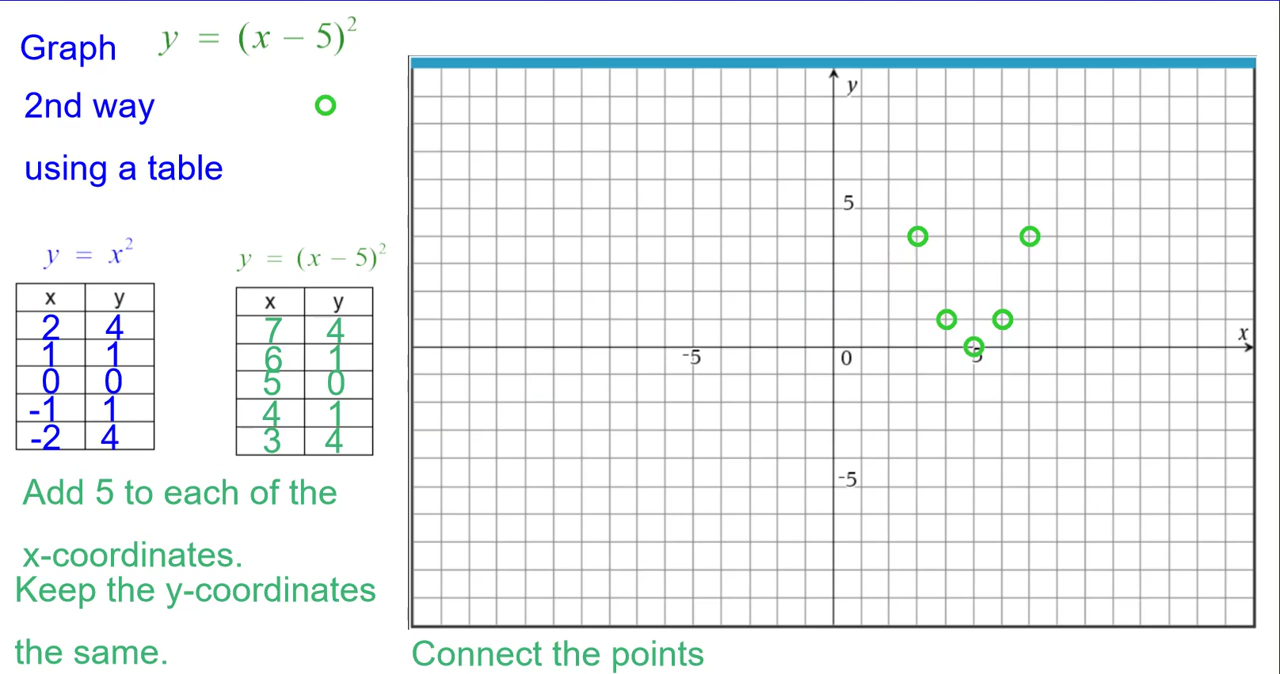 Graph y = (x − 5)²
2nd way
using a table
y = x²
x y
2 4
1 1
0 0
-1 1
-2 4
y = (x − 5)²
x y
7 4
6 1
5 0
4 1
3 4
Add 5 to each of the
x-coordinates.
Keep the y-coordinates
the same.
y
5
x
-5 0 5
-5
Connect the points